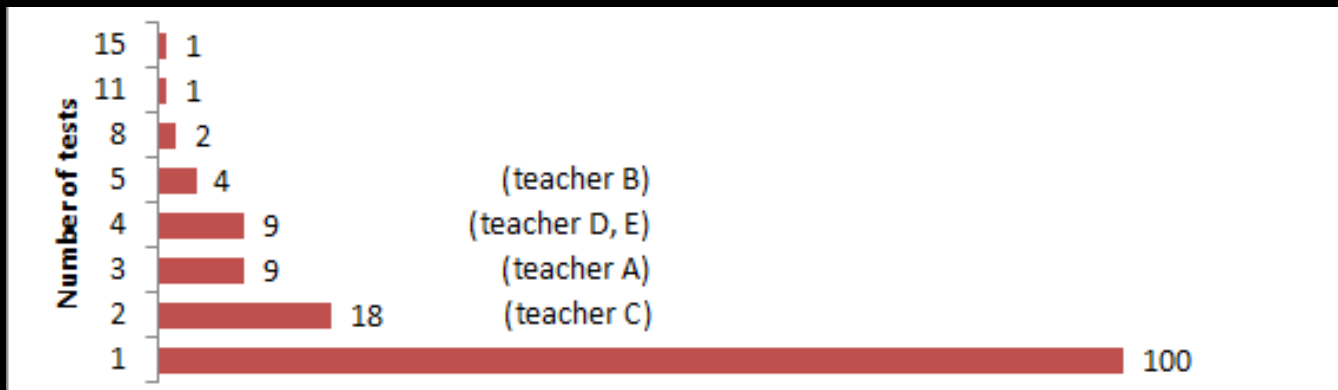 Number of tests
15 1
11 1
8 2
5 4 (teacher B)
4 9 (teacher D, E)
3 9 (teacher A)
2 18 (teacher C)
1 100